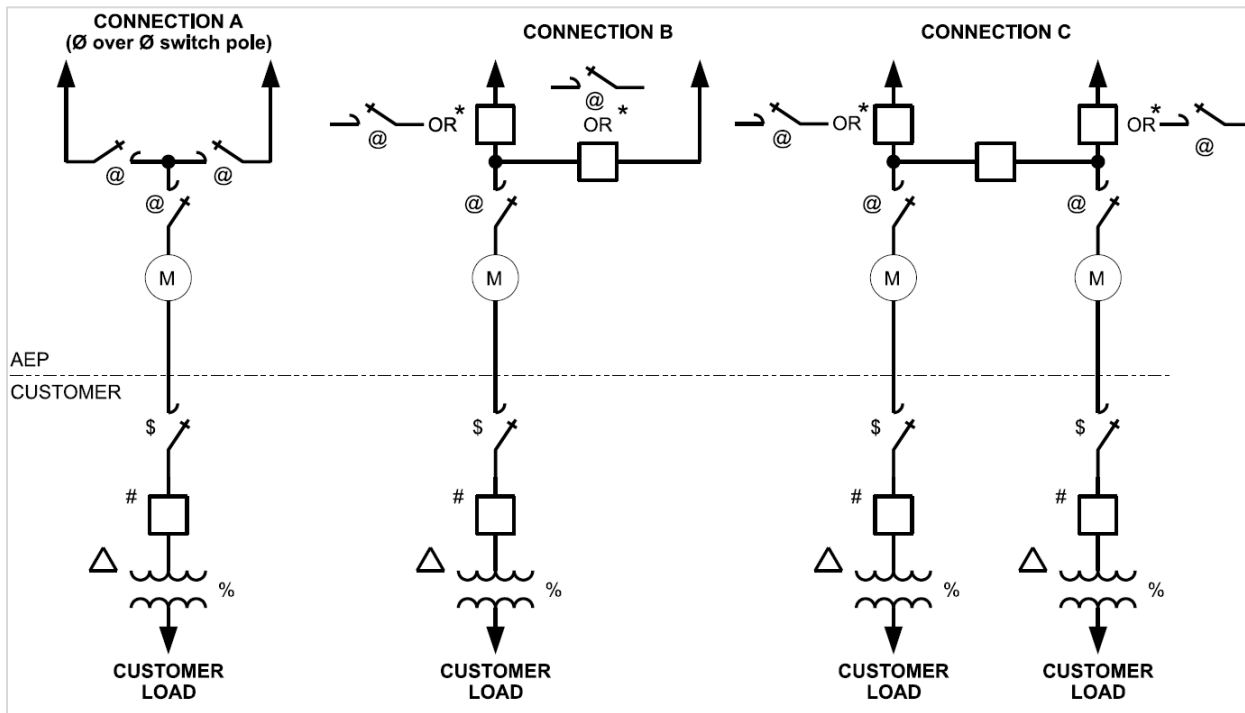 CONNECTION A
(Ø over Ø switch pole)
CONNECTION B
CONNECTION C
@
OR*
@
OR
*
@
OR*
@
OR*
@
@
@
@
@
@
@
M
M
M
M
AEP
CUSTOMER
$
$
$
$
#
#
#
#
%
%
%
%
CUSTOMER
LOAD
CUSTOMER
LOAD
CUSTOMER
LOAD
CUSTOMER
LOAD